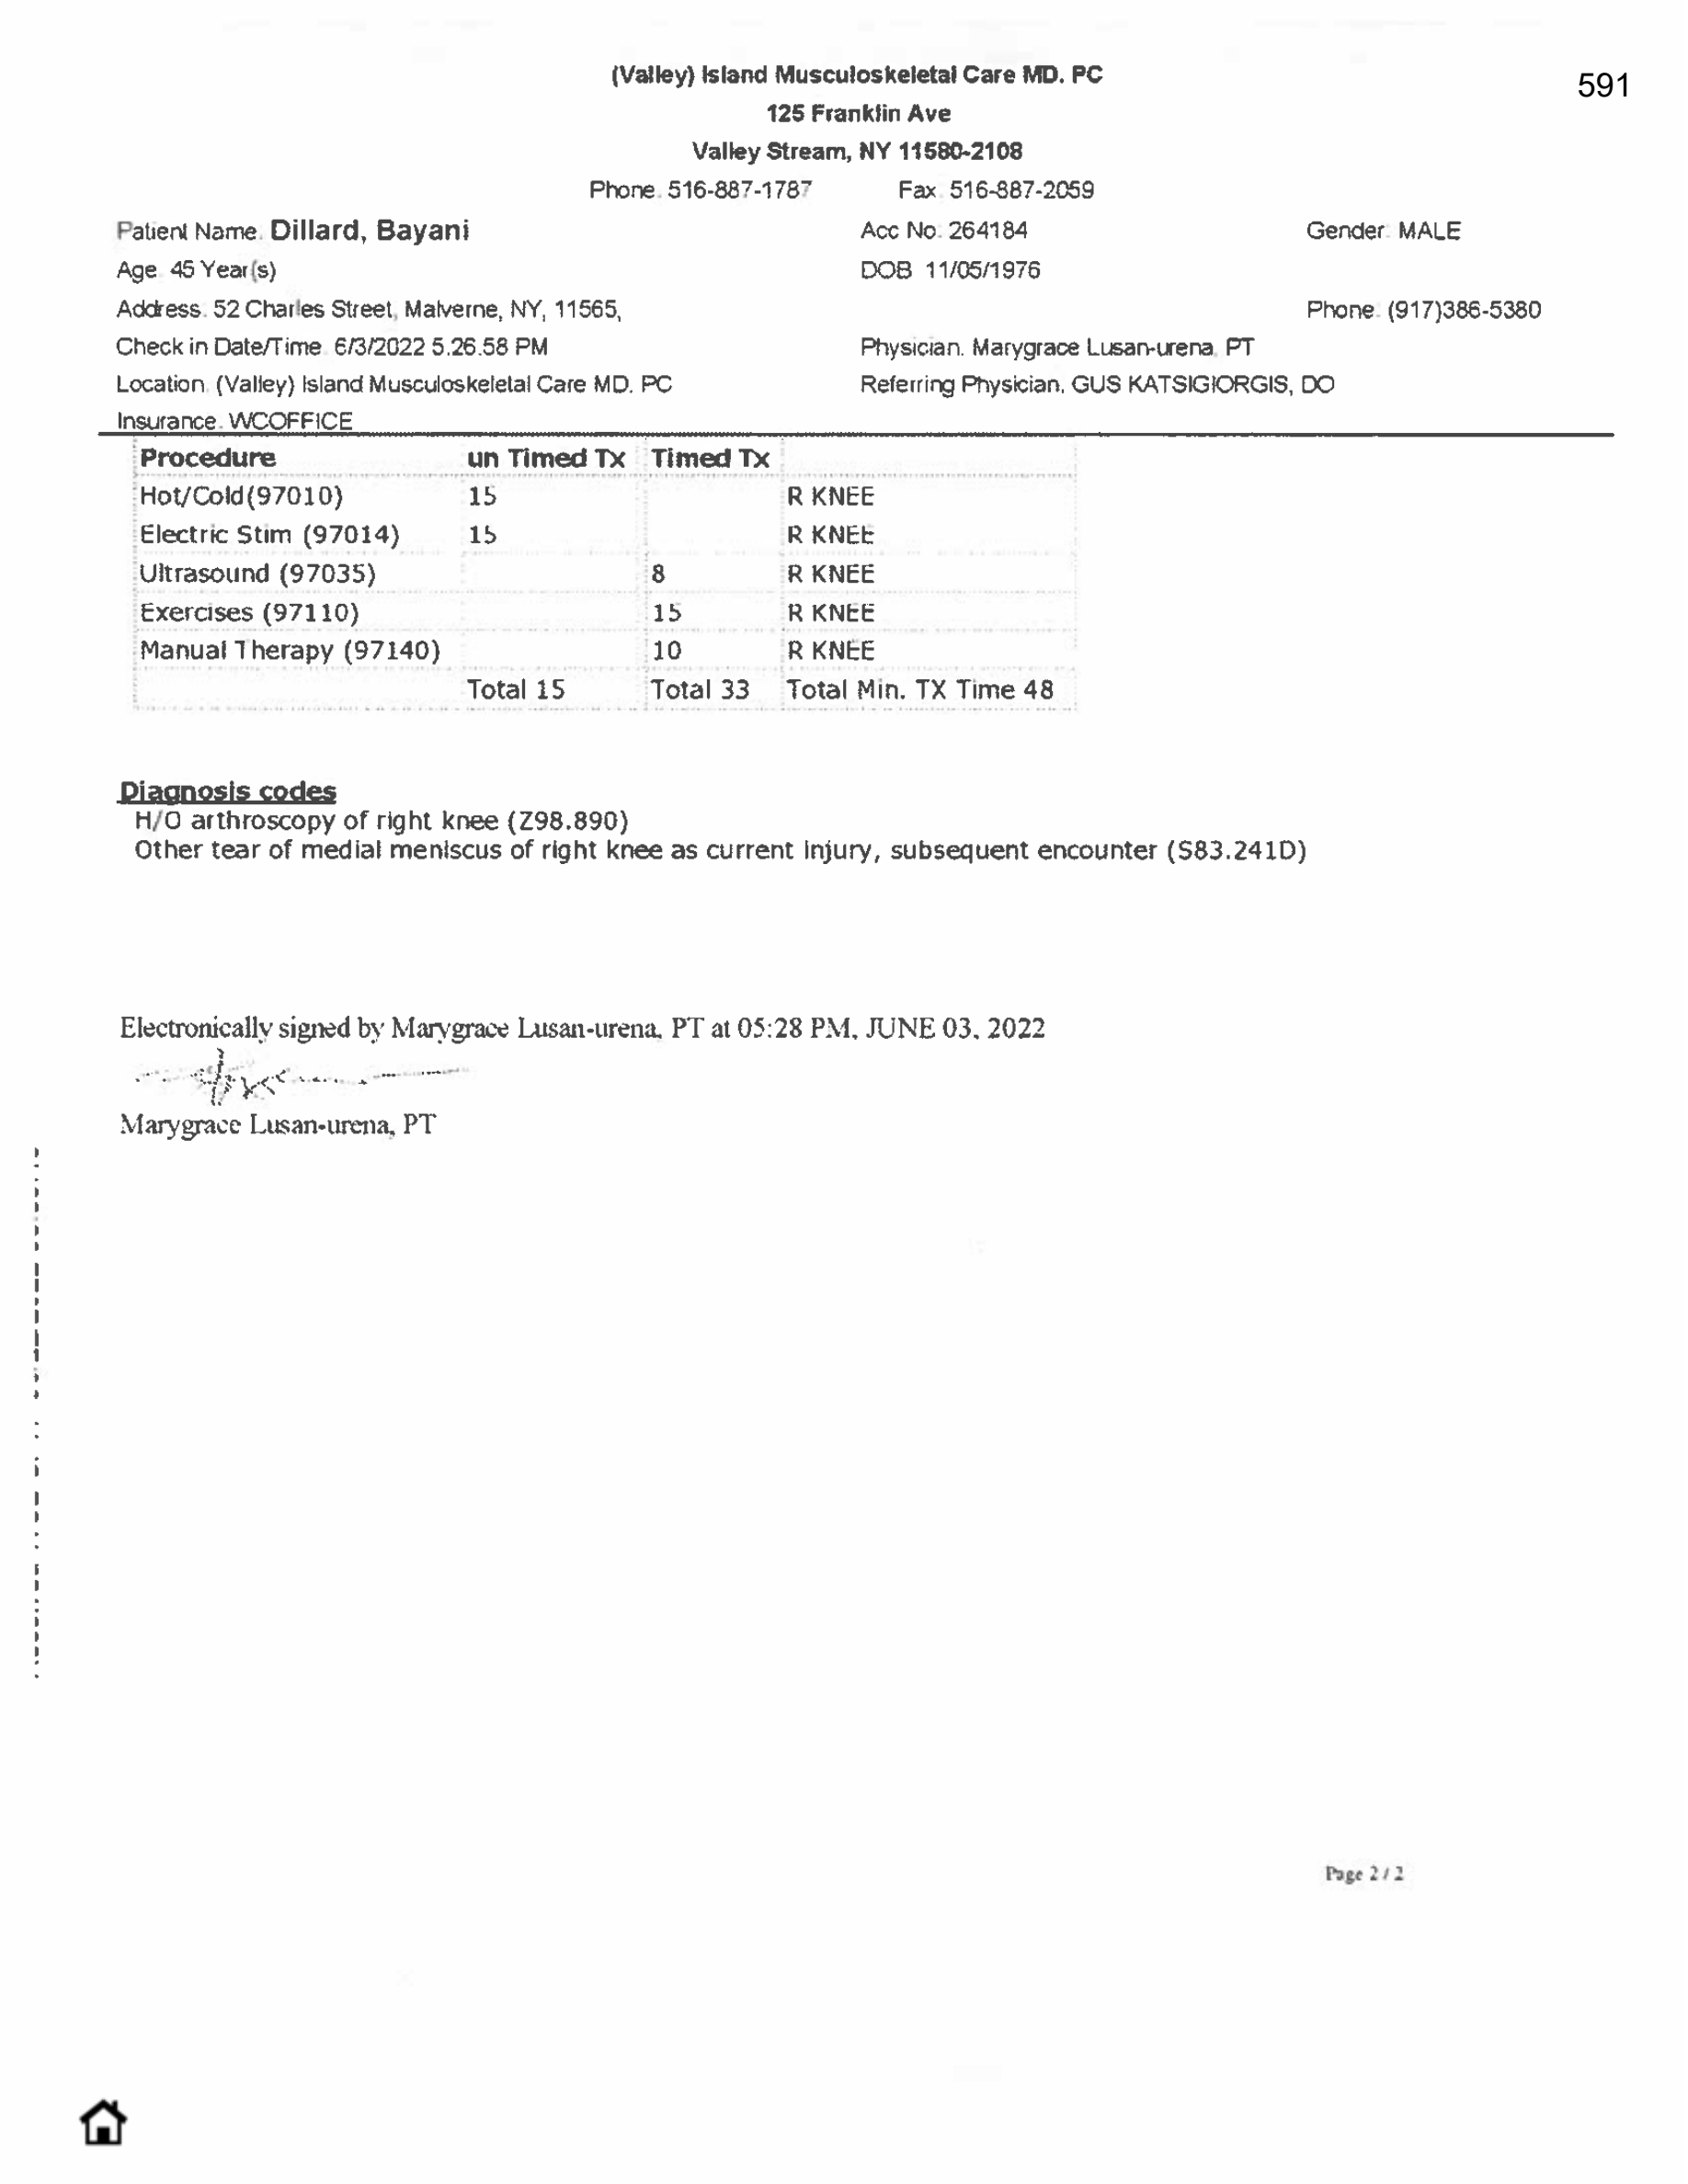 591
(Valley) Island Musculoskeletal Care MD. PC
125 Franklin Ave
Valley Stream, NY 11580-2108
Phone. 516-887-1787 Fax. 516-887-2059
Patient Name. Dillard, Bayani Acc No: 264184 Gender: MALE
Age. 45 Year(s) DOB 11/05/1976
Address. 52 Charles Street, Malverne, NY, 11565, Phone: (917)386-5380
Check in Date/Time. 6/3/2022 5.26.58 PM Physician. Marygrace Lusan-urena, PT
Location. (Valley) Island Musculoskeletal Care MD. PC Referring Physician. GUS KATSIGIORGIS, DO
Insurance. WCOFFICE
Procedure un Timed Tx Timed Tx
Hot/Cold(97010) 15 R KNEE
Electric Stim (97014) 15 R KNEE
Ultrasound (97035) 8 R KNEE
Exercises (97110) 15 R KNEE
Manual Therapy (97140) 10 R KNEE
Total 15 Total 33 Total Min. TX Time 48
Diagnosis codes
H/O arthroscopy of right knee (Z98.890)
Other tear of medial meniscus of right knee as current injury, subsequent encounter (S83.241D)
Electronically signed by Marygrace Lusan-urena, PT at 05:28 PM, JUNE 03, 2022
Marygrace Lusan-urena, PT
Page 2 / 2